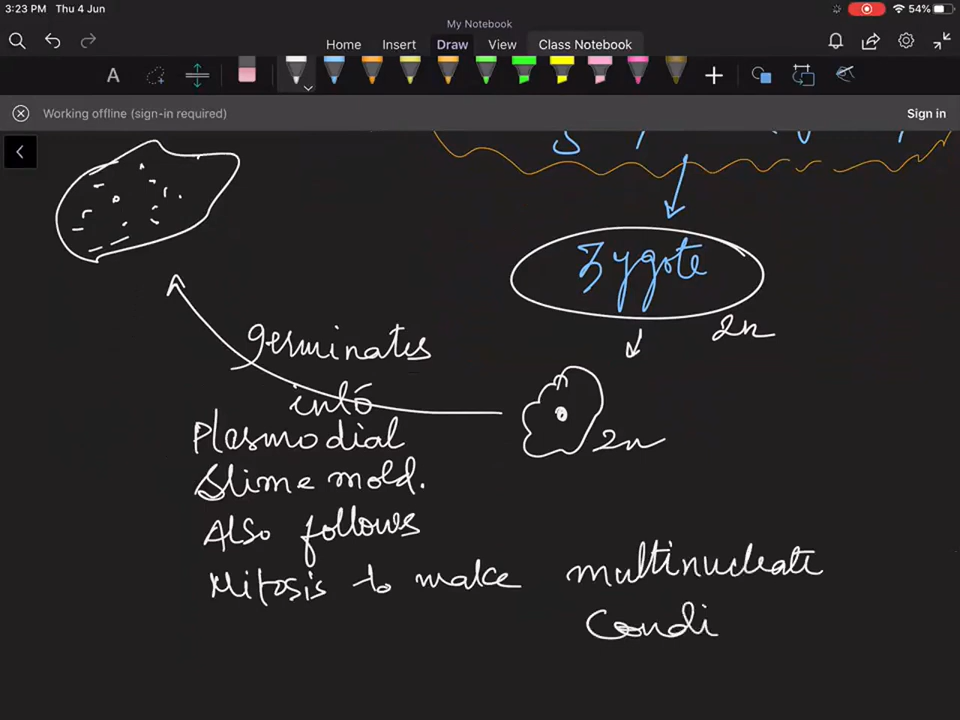 3:23 PM Thu 4 Jun
54%
My Notebook
Home Insert Draw View Class Notebook
A
Working offline (sign-in required) Sign in
Zygote
2n
germinates
into
Plasmodial
2n
Slime mold.
Also follows
Mitosis to make multinucleate
Condi